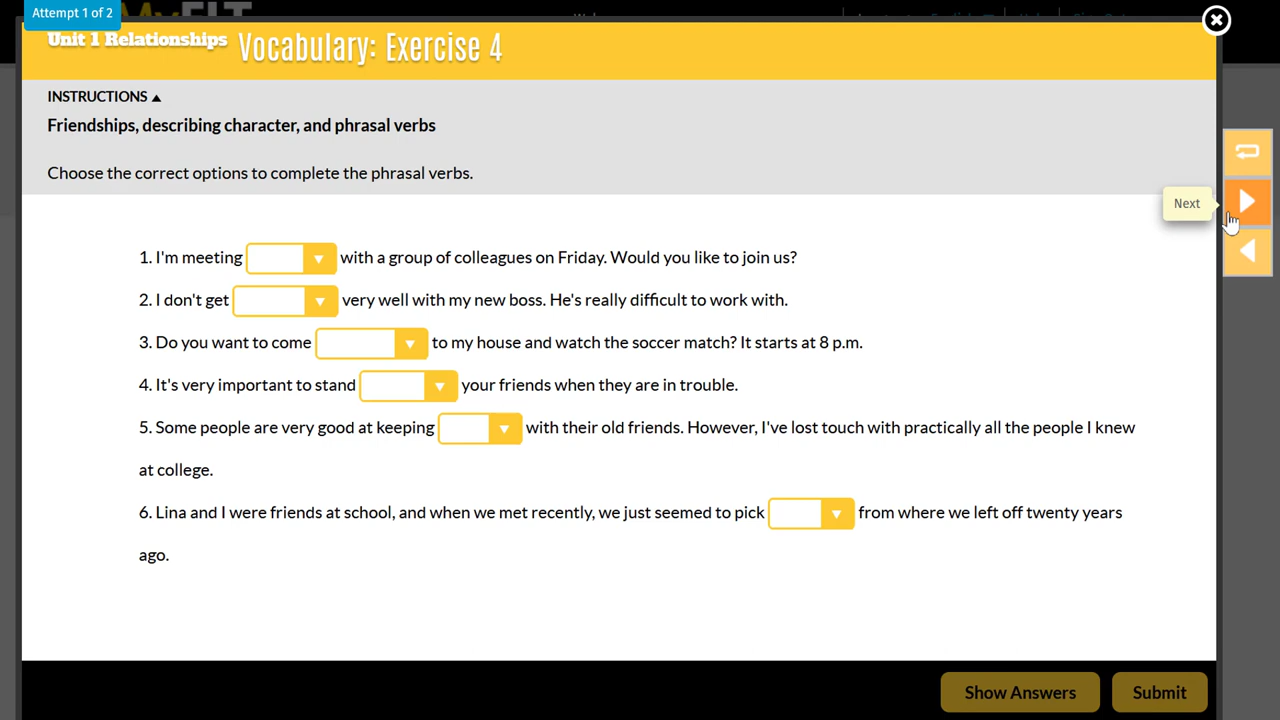 Attempt 1 of 2
Unit 1 Relationships
Vocabulary: Exercise 4
INSTRUCTIONS ▲
Friendships, describing character, and phrasal verbs
Choose the correct options to complete the phrasal verbs.
Next
1. I'm meeting with a group of colleagues on Friday. Would you like to join us?
2. I don't get very well with my new boss. He's really difficult to work with.
3. Do you want to come to my house and watch the soccer match? It starts at 8 p.m.
4. It's very important to stand your friends when they are in trouble.
5. Some people are very good at keeping with their old friends. However, I've lost touch with practically all the people I knew
at college.
6. Lina and I were friends at school, and when we met recently, we just seemed to pick from where we left off twenty years
ago.
Show Answers
Submit